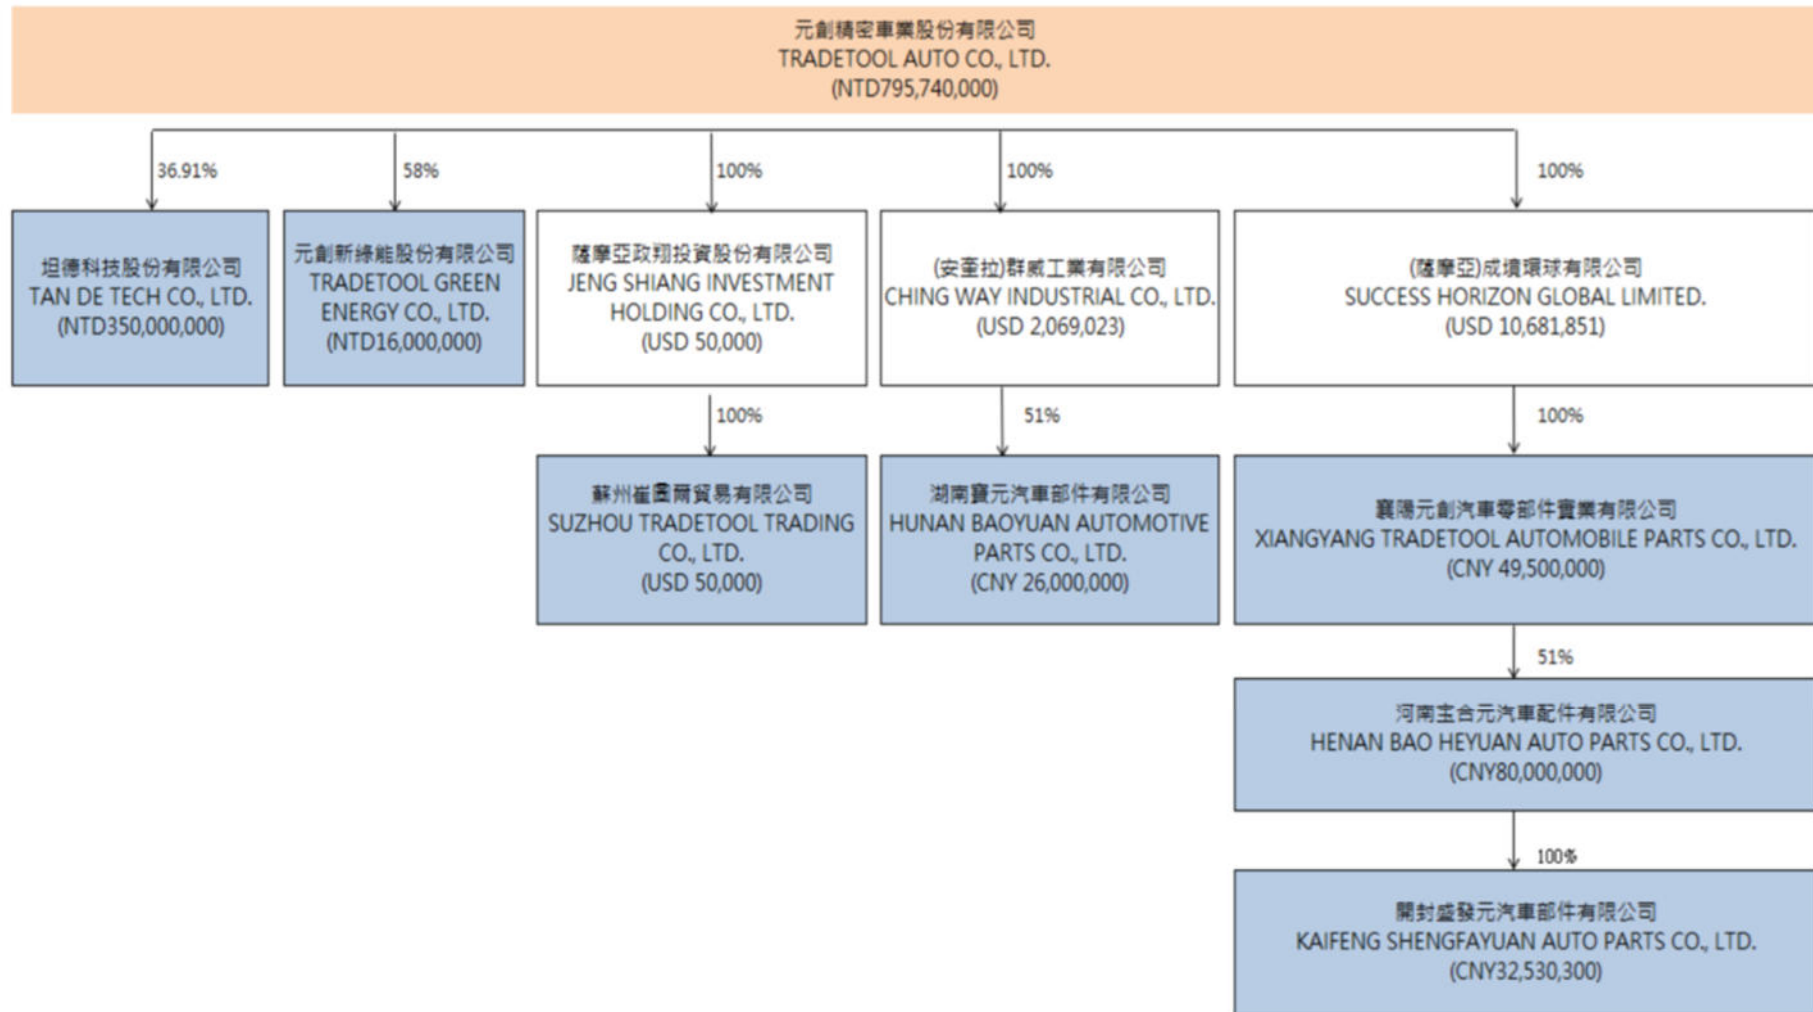 元創精密車業股份有限公司
TRADETOOL AUTO CO., LTD.
(NTD795,740,000)
36.91%
58%
100%
100%
100%
坦德科技股份有限公司
TAN DE TECH CO., LTD.
(NTD350,000,000)
元創新綠能股份有限公司
TRADETOOL GREEN
ENERGY CO., LTD.
(NTD16,000,000)
薩摩亞政翔投資股份有限公司
JENG SHIANG INVESTMENT
HOLDING CO., LTD.
(USD 50,000)
(安奎拉)群威工業有限公司
CHING WAY INDUSTRIAL CO., LTD.
(USD 2,069,023)
(薩摩亞)成境環球有限公司
SUCCESS HORIZON GLOBAL LIMITED.
(USD 10,681,851)
100%
51%
100%
蘇州崔圖爾貿易有限公司
SUZHOU TRADETOOL TRADING
CO., LTD.
(USD 50,000)
湖南寶元汽車部件有限公司
HUNAN BAOYUAN AUTOMOTIVE
PARTS CO., LTD.
(CNY 26,000,000)
襄陽元創汽車零部件實業有限公司
XIANGYANG TRADETOOL AUTOMOBILE PARTS CO., LTD.
(CNY 49,500,000)
51%
河南宝合元汽車配件有限公司
HENAN BAO HEYUAN AUTO PARTS CO., LTD.
(CNY80,000,000)
100%
開封盛發元汽車部件有限公司
KAIFENG SHENGFAYUAN AUTO PARTS CO., LTD.
(CNY32,530,300)